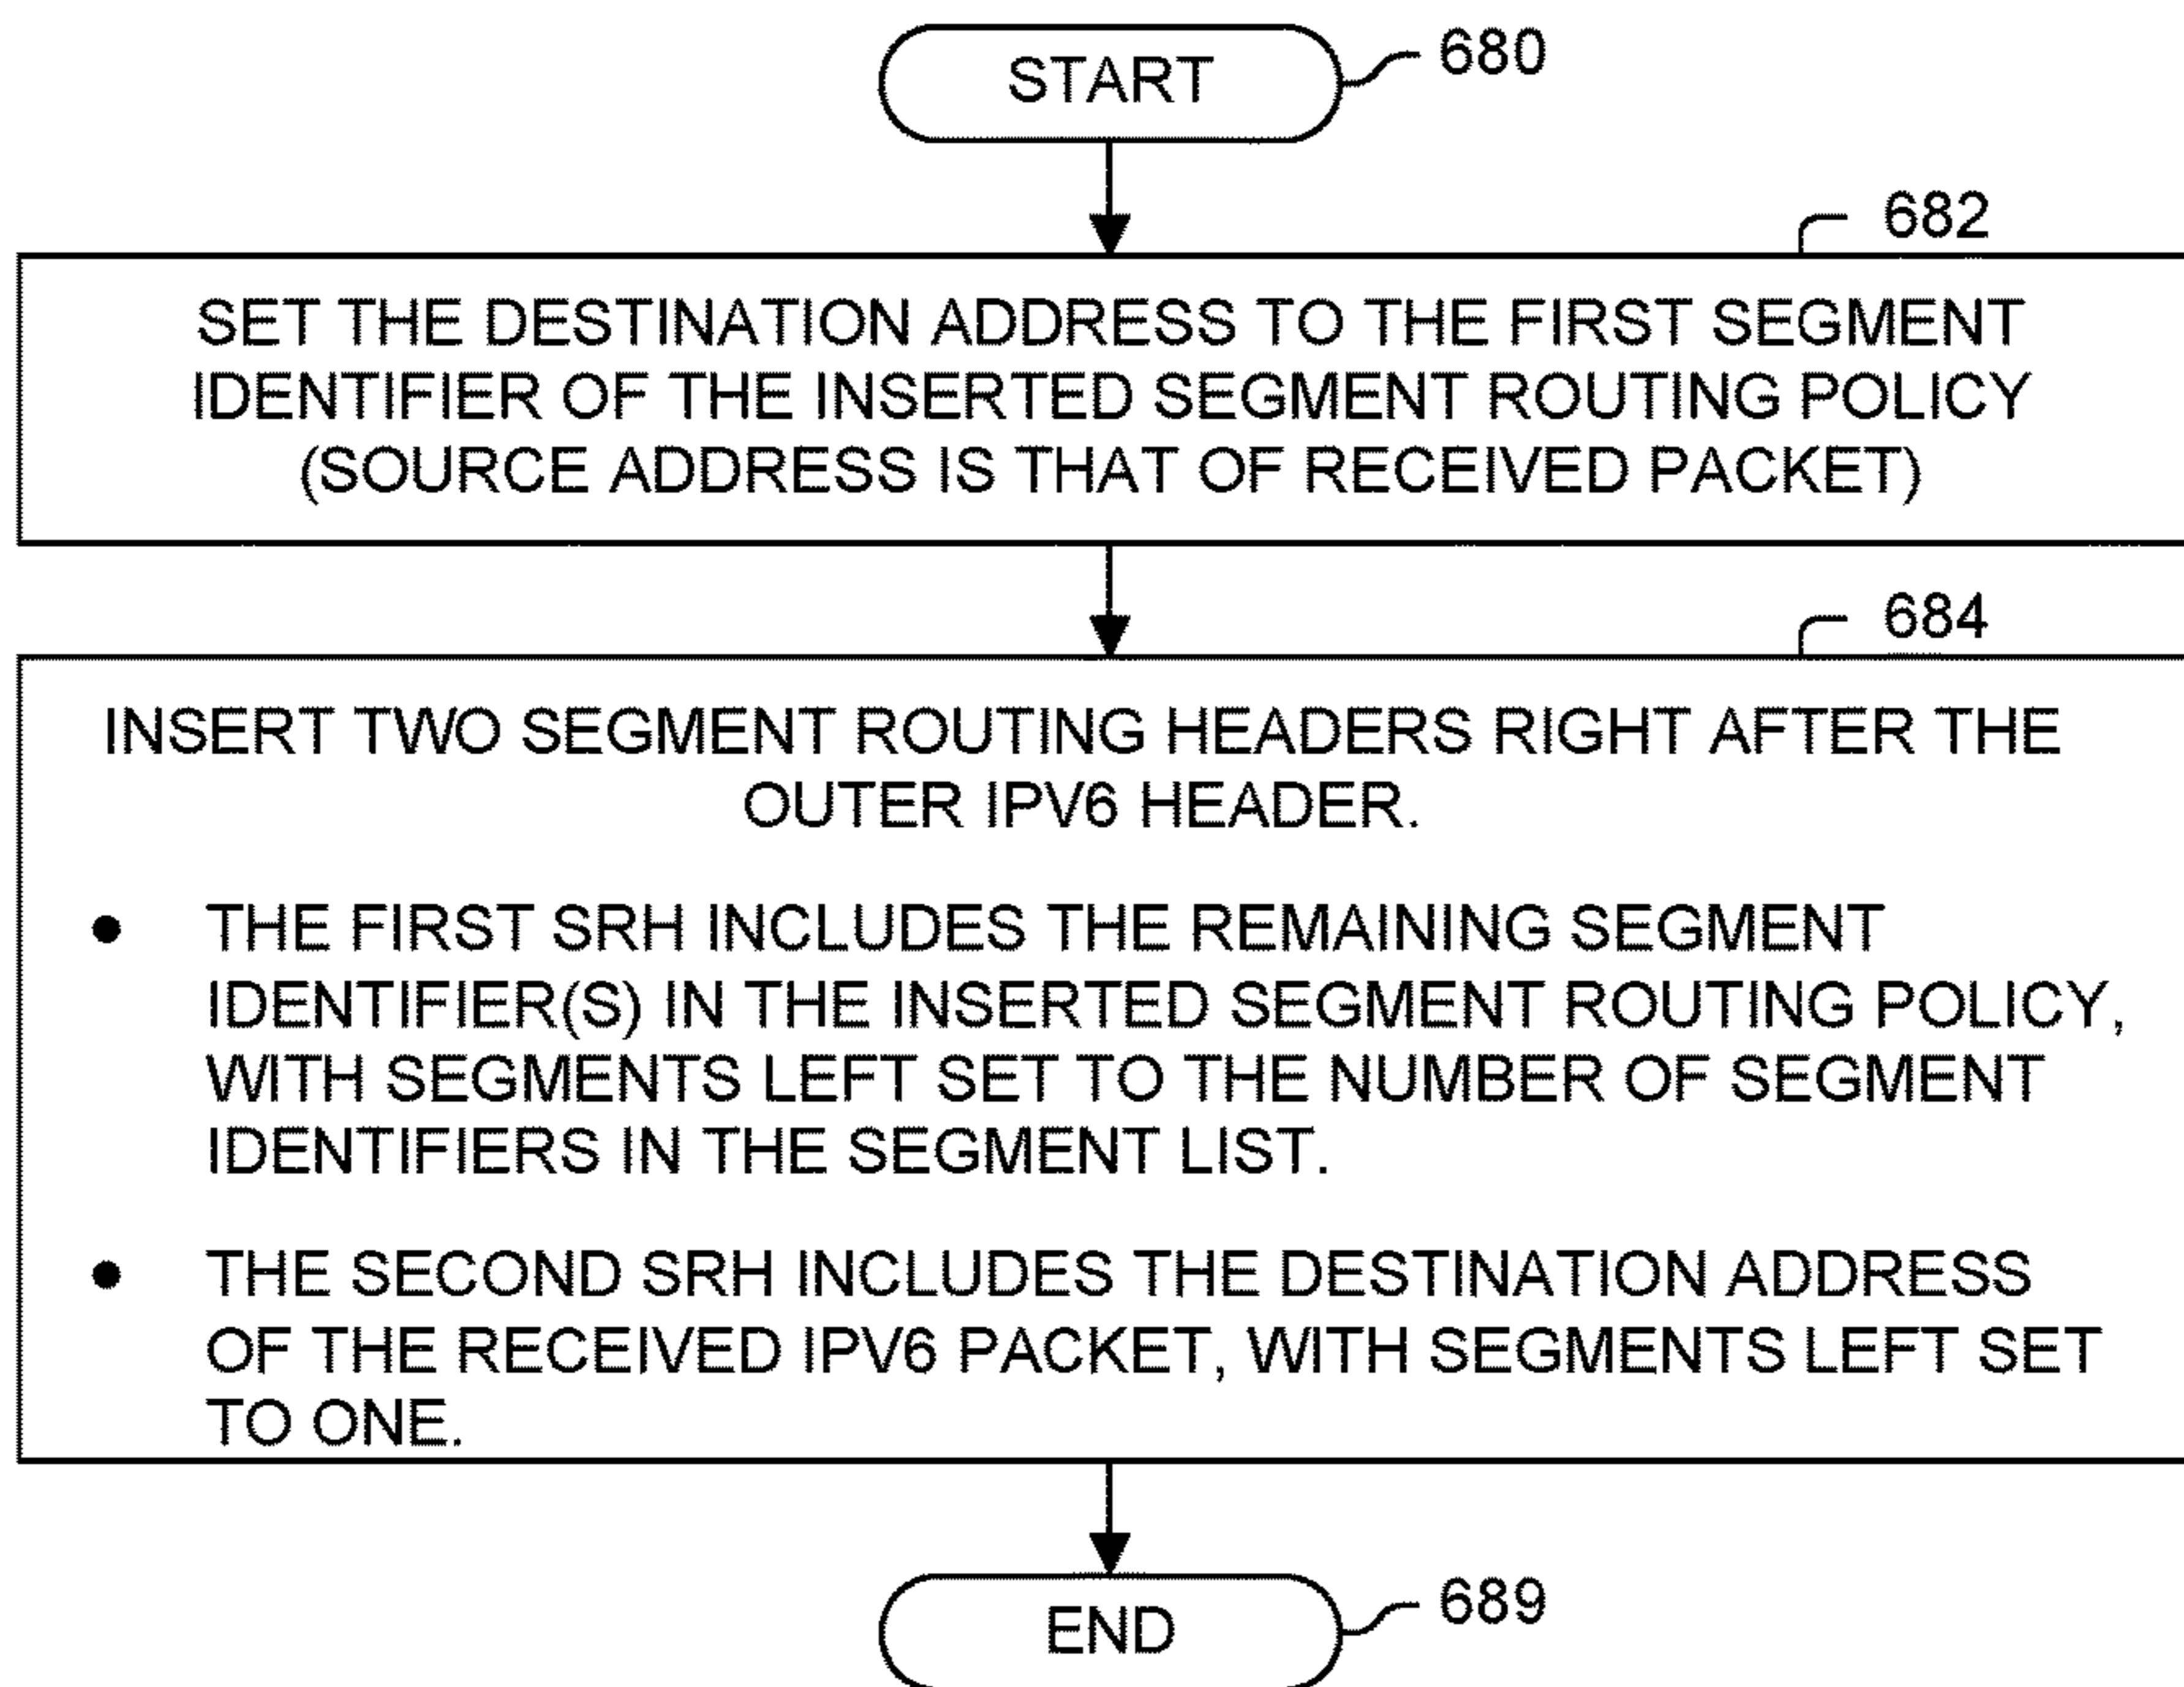 START
680
682
SET THE DESTINATION ADDRESS TO THE FIRST SEGMENT
IDENTIFIER OF THE INSERTED SEGMENT ROUTING POLICY
(SOURCE ADDRESS IS THAT OF RECEIVED PACKET)
684
INSERT TWO SEGMENT ROUTING HEADERS RIGHT AFTER THE
OUTER IPV6 HEADER.
• THE FIRST SRH INCLUDES THE REMAINING SEGMENT
IDENTIFIER(S) IN THE INSERTED SEGMENT ROUTING POLICY,
WITH SEGMENTS LEFT SET TO THE NUMBER OF SEGMENT
IDENTIFIERS IN THE SEGMENT LIST.
• THE SECOND SRH INCLUDES THE DESTINATION ADDRESS
OF THE RECEIVED IPV6 PACKET, WITH SEGMENTS LEFT SET
TO ONE.
END
689